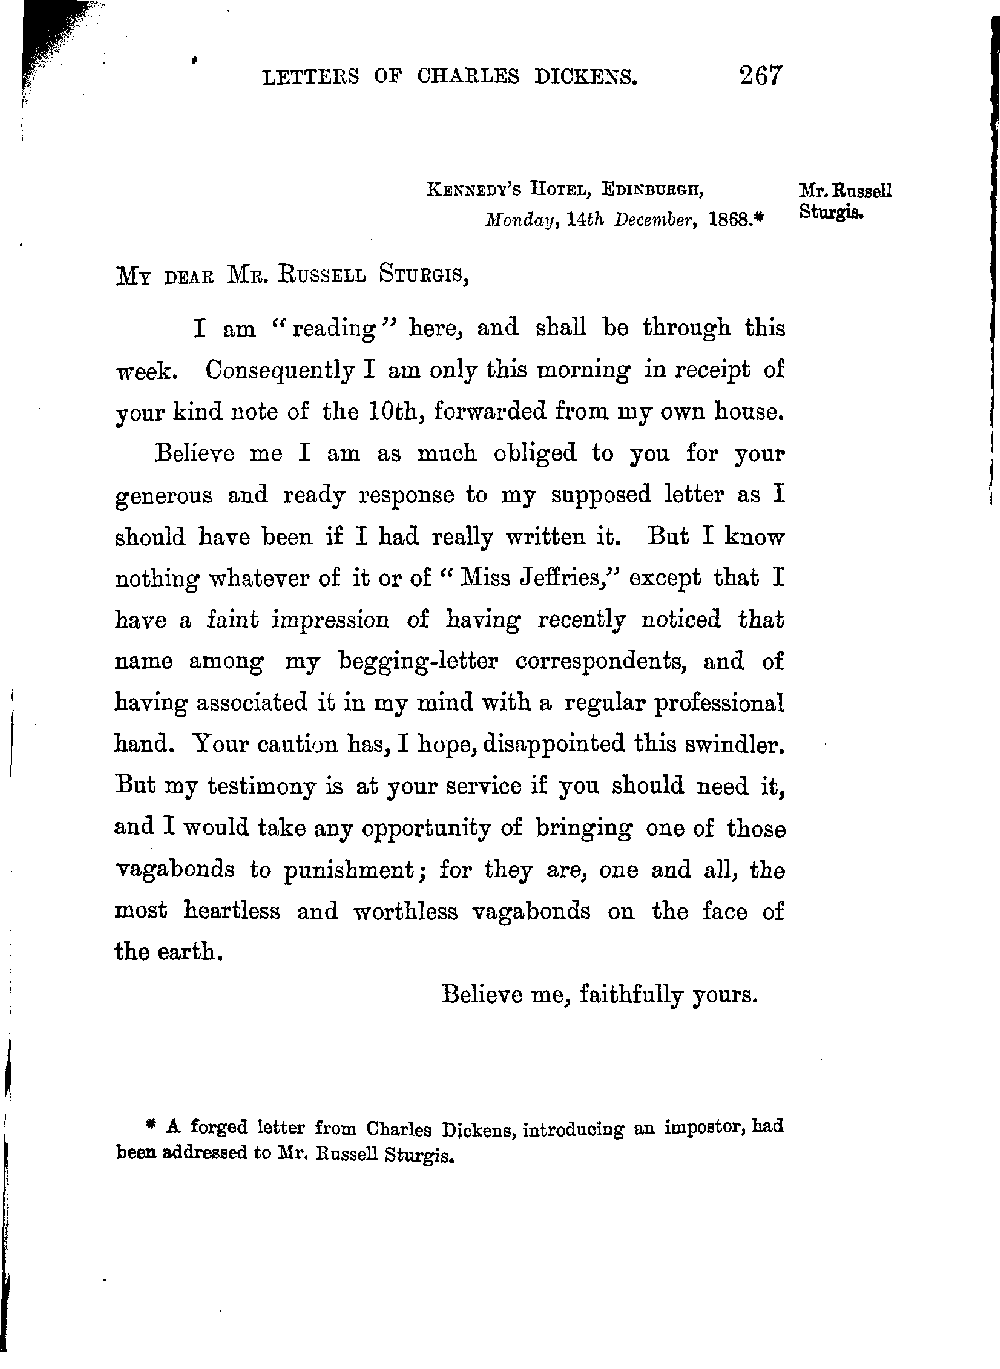 LETTERS OF CHARLES DICKENS. 267
KENNEDY'S HOTEL, EDINBURGH,
Monday, 14th December, 1868.*
Mr. Russell
Sturgis.
MY DEAR MR. RUSSELL STURGIS,
I am “reading” here, and shall be through this
week. Consequently I am only this morning in receipt of
your kind note of the 10th, forwarded from my own house.
Believe me I am as much obliged to you for your
generous and ready response to my supposed letter as I
should have been if I had really written it. But I know
nothing whatever of it or of “Miss Jeffries,” except that I
have a faint impression of having recently noticed that
name among my begging-letter correspondents, and of
having associated it in my mind with a regular professional
hand. Your caution has, I hope, disappointed this swindler.
But my testimony is at your service if you should need it,
and I would take any opportunity of bringing one of those
vagabonds to punishment; for they are, one and all, the
most heartless and worthless vagabonds on the face of
the earth.
Believe me, faithfully yours.
* A forged letter from Charles Dickens, introducing an impostor, had
been addressed to Mr. Russell Sturgis.